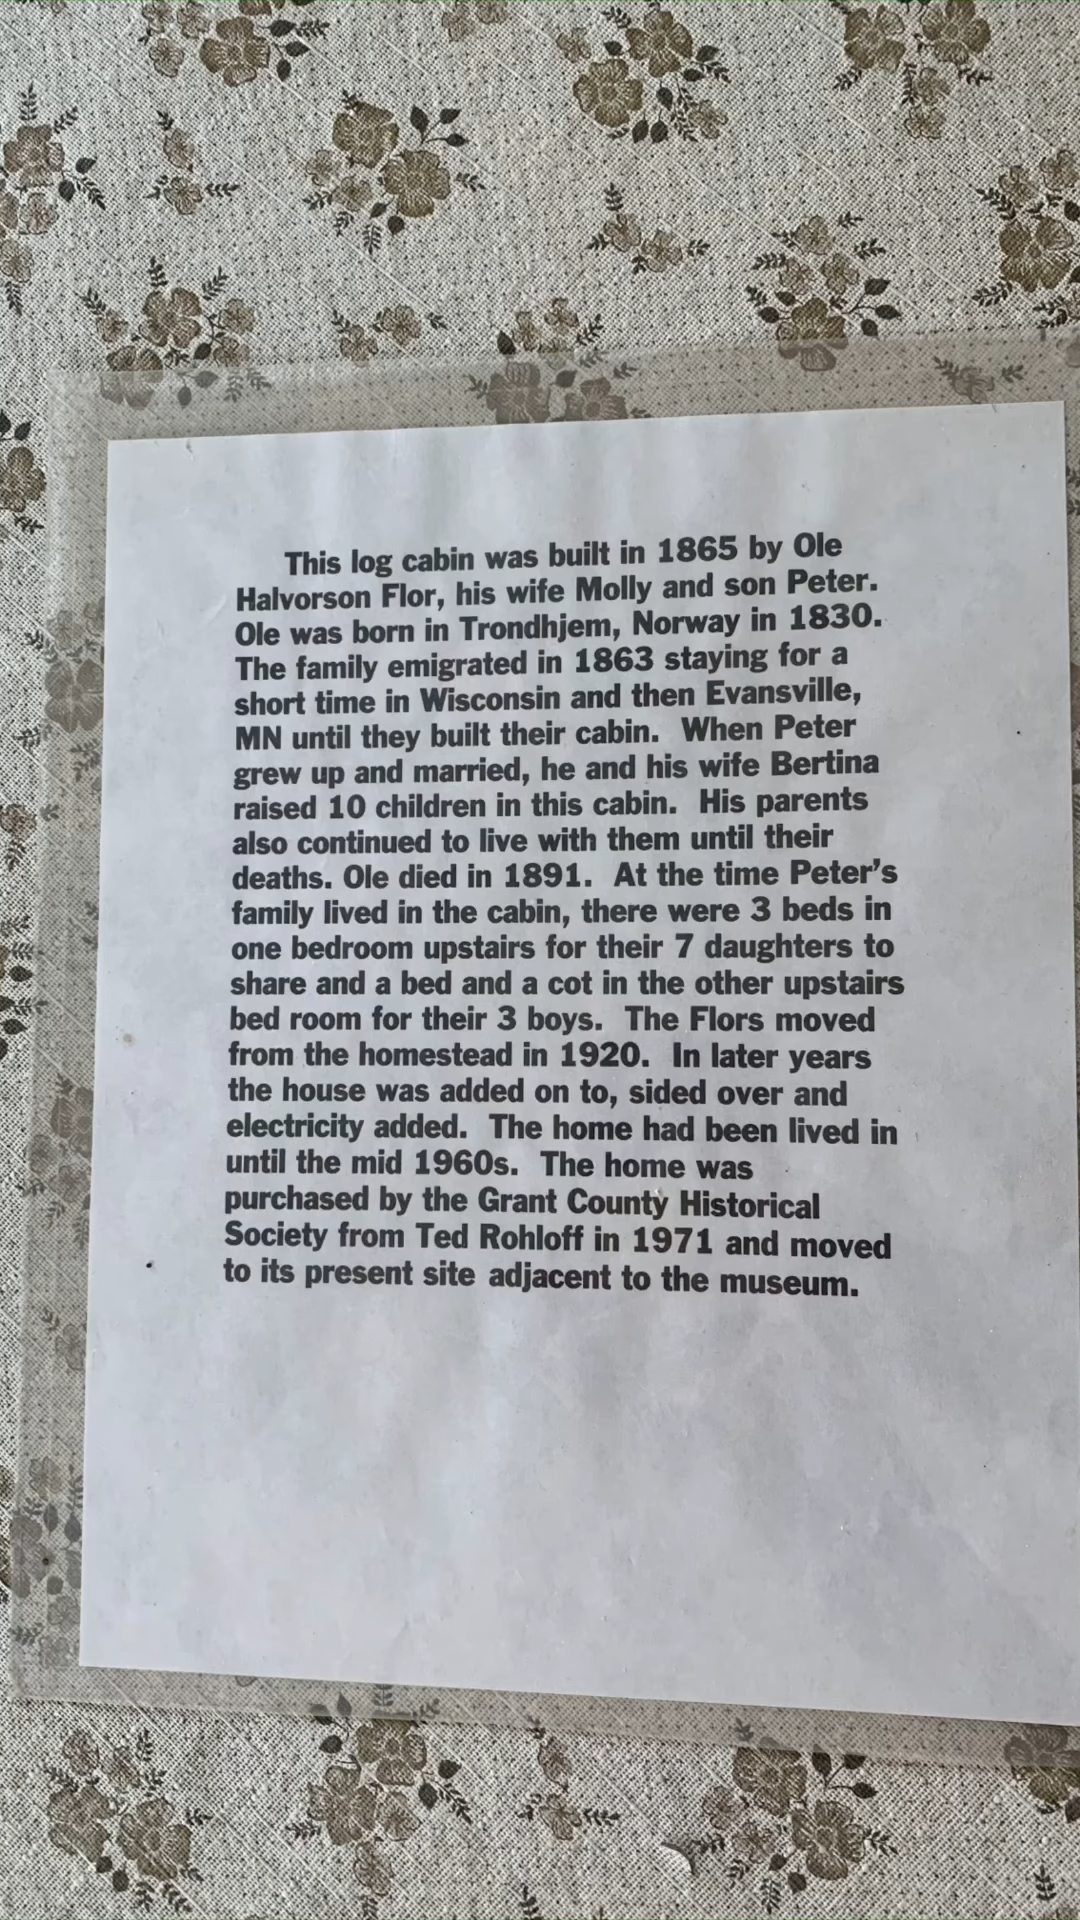 This log cabin was built in 1865 by Ole
Halvorson Flor, his wife Molly and son Peter.
Ole was born in Trondhjem, Norway in 1830.
The family emigrated in 1863 staying for a
short time in Wisconsin and then Evansville,
MN until they built their cabin.  When Peter
grew up and married, he and his wife Bertina
raised 10 children in this cabin.  His parents
also continued to live with them until their
deaths. Ole died in 1891.  At the time Peter’s
family lived in the cabin, there were 3 beds in
one bedroom upstairs for their 7 daughters to
share and a bed and a cot in the other upstairs
bed room for their 3 boys.  The Flors moved
from the homestead in 1920.  In later years
the house was added on to, sided over and
electricity added.  The home had been lived in
until the mid 1960s.  The home was
purchased by the Grant County Historical
Society from Ted Rohloff in 1971 and moved
to its present site adjacent to the museum.